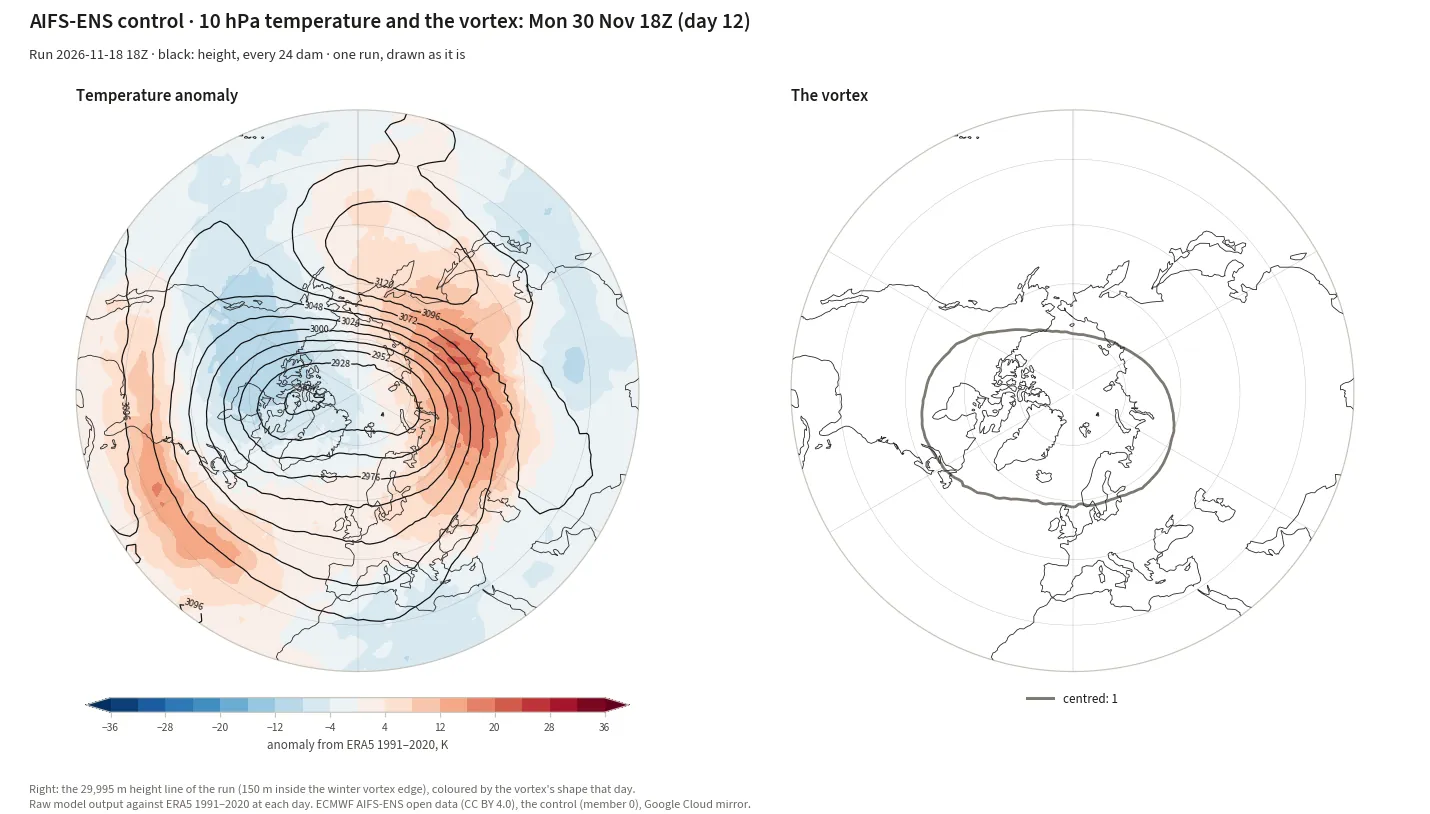 AIFS-ENS control · 10 hPa temperature and the vortex: Mon 30 Nov 18Z (day 12)
Run 2026-11-18 18Z · black: height, every 24 dam · one run, drawn as it is
Temperature anomaly
The vortex
3120
3048
3024
3072
3096
3000
2952
2928
3096
2976
3096
−36
−28
−20
−12
−4
4
12
20
28
36
anomaly from ERA5 1991–2020, K
centred: 1
Right: the 29,995 m height line of the run (150 m inside the winter vortex edge), coloured by the vortex's shape that day.
Raw model output against ERA5 1991–2020 at each day. ECMWF AIFS-ENS open data (CC BY 4.0), the control (member 0), Google Cloud mirror.